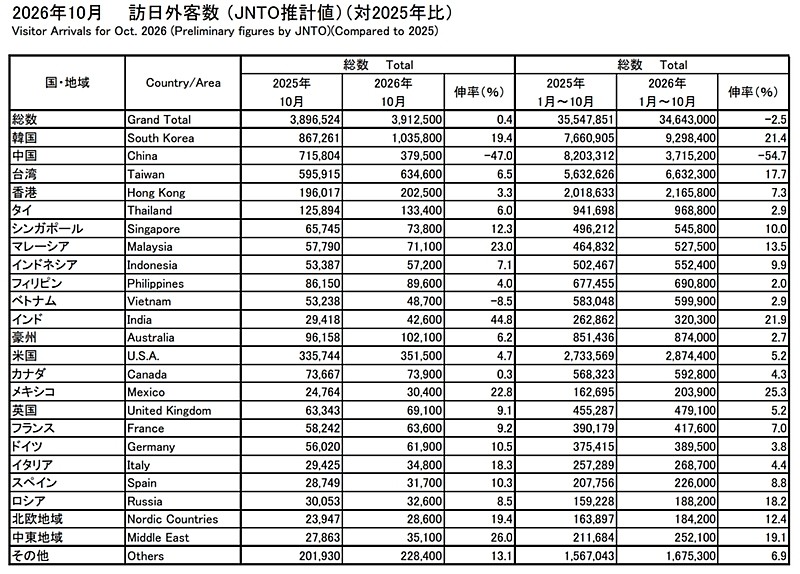 2026年10月 訪日外客数 (JNTO推計値)(対2025年比)
Visitor Arrivals for Oct. 2026 (Preliminary figures by JNTO)(Compared to 2025)
国・地域 Country/Area 総数 Total 総数 Total
2025年 10月 2026年 10月 伸率(%) 2025年 1月～10月 2026年 1月～10月 伸率(%)
総数 Grand Total 3,896,524 3,912,500 0.4 35,547,851 34,643,000 -2.5
韓国 South Korea 867,261 1,035,800 19.4 7,660,905 9,298,400 21.4
中国 China 715,804 379,500 -47.0 8,203,312 3,715,200 -54.7
台湾 Taiwan 595,915 634,600 6.5 5,632,626 6,632,300 17.7
香港 Hong Kong 196,017 202,500 3.3 2,018,633 2,165,800 7.3
タイ Thailand 125,894 133,400 6.0 941,698 968,800 2.9
シンガポール Singapore 65,745 73,800 12.3 496,212 545,800 10.0
マレーシア Malaysia 57,790 71,100 23.0 464,832 527,500 13.5
インドネシア Indonesia 53,387 57,200 7.1 502,467 552,400 9.9
フィリピン Philippines 86,150 89,600 4.0 677,455 690,800 2.0
ベトナム Vietnam 53,238 48,700 -8.5 583,048 599,900 2.9
インド India 29,418 42,600 44.8 262,862 320,300 21.9
豪州 Australia 96,158 102,100 6.2 851,436 874,000 2.7
米国 U.S.A. 335,744 351,500 4.7 2,733,569 2,874,400 5.2
カナダ Canada 73,667 73,900 0.3 568,323 592,800 4.3
メキシコ Mexico 24,764 30,400 22.8 162,695 203,900 25.3
英国 United Kingdom 63,343 69,100 9.1 455,287 479,100 5.2
フランス France 58,242 63,600 9.2 390,179 417,600 7.0
ドイツ Germany 56,020 61,900 10.5 375,415 389,500 3.8
イタリア Italy 29,425 34,800 18.3 257,289 268,700 4.4
スペイン Spain 28,749 31,700 10.3 207,756 226,000 8.8
ロシア Russia 30,053 32,600 8.5 159,228 188,200 18.2
北欧地域 Nordic Countries 23,947 28,600 19.4 163,897 184,200 12.4
中東地域 Middle East 27,863 35,100 26.0 211,684 252,100 19.1
その他 Others 201,930 228,400 13.1 1,567,043 1,675,300 6.9